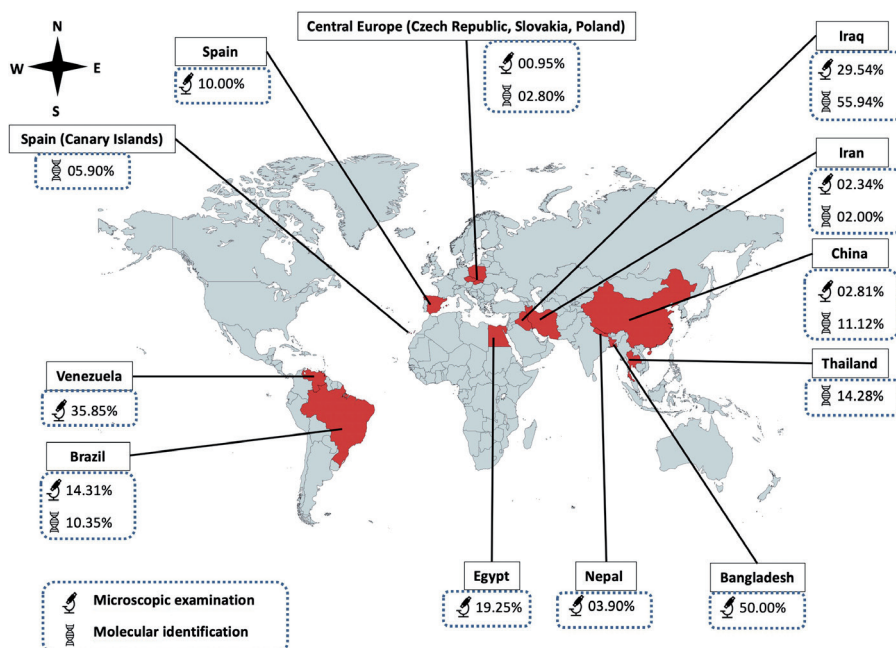 N
W E
S
Spain
10.00%
Spain (Canary Islands)
05.90%
Central Europe (Czech Republic, Slovakia, Poland)
00.95%
02.80%
Iraq
29.54%
55.94%
Iran
02.34%
02.00%
China
02.81%
11.12%
Thailand
14.28%
Venezuela
35.85%
Brazil
14.31%
10.35%
Egypt
19.25%
Nepal
03.90%
Bangladesh
50.00%
Microscopic examination
Molecular identification